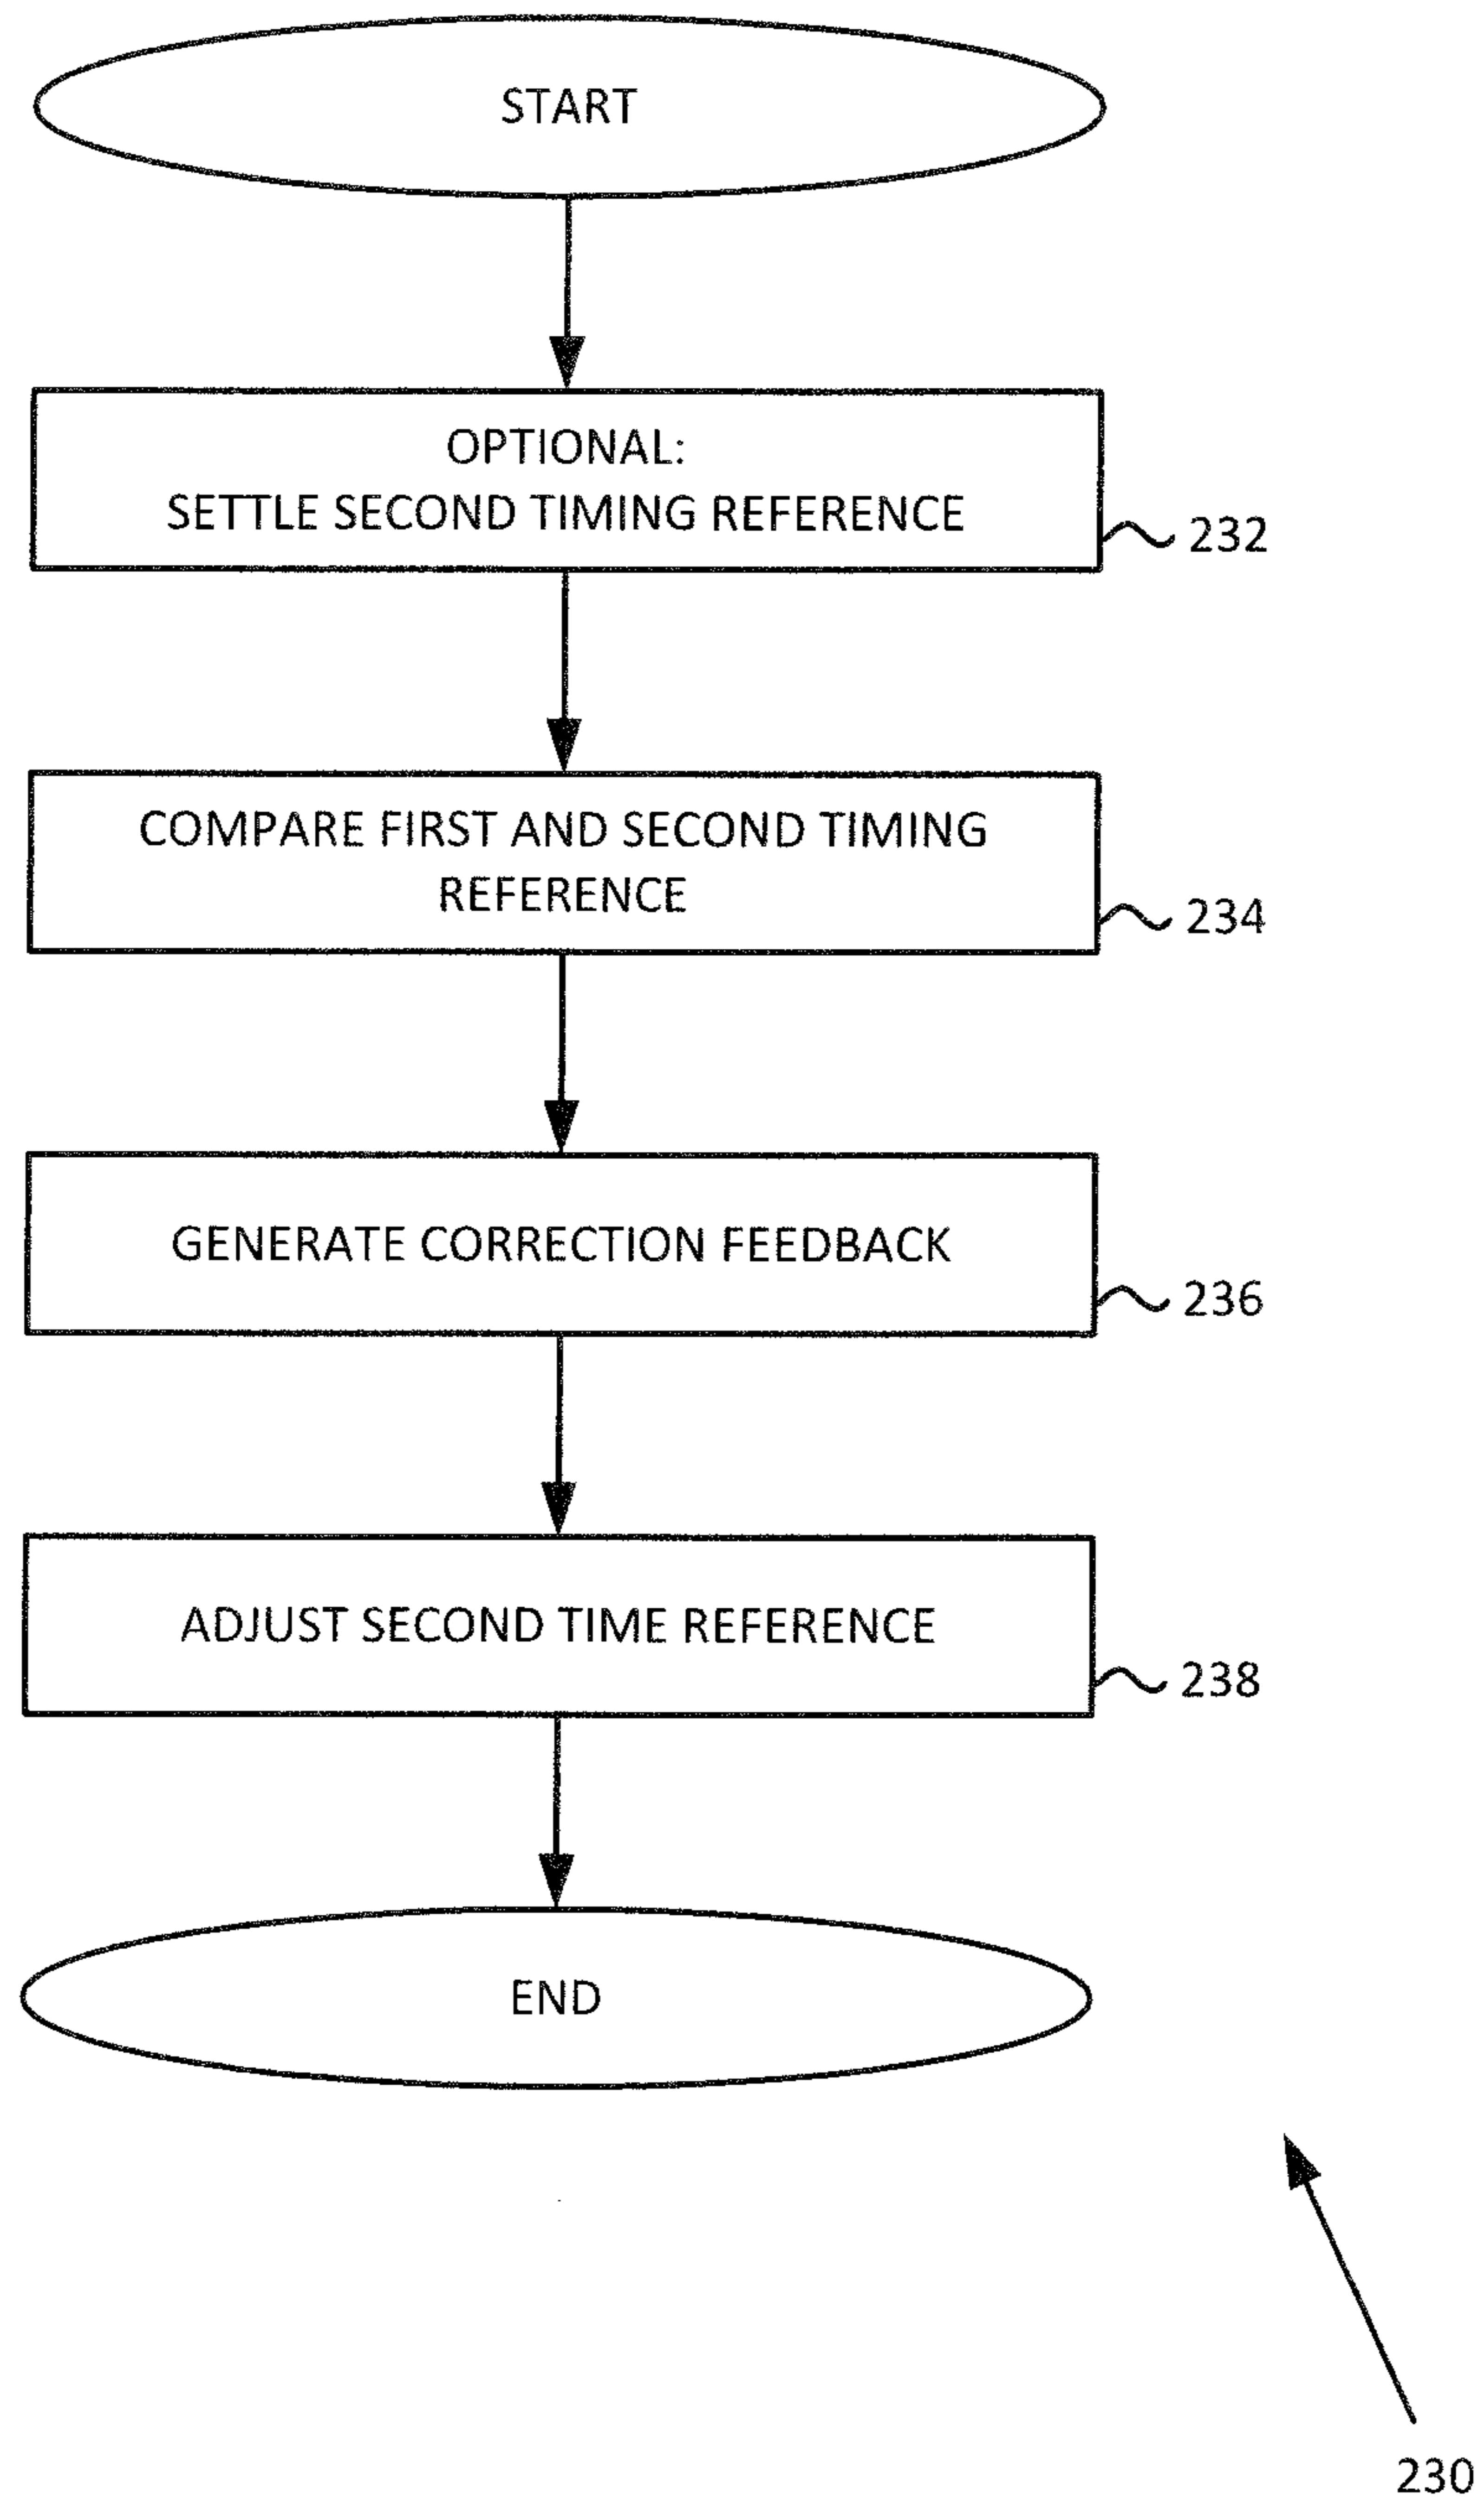 START
OPTIONAL:
SETTLE SECOND TIMING REFERENCE
232
COMPARE FIRST AND SECOND TIMING
REFERENCE
234
GENERATE CORRECTION FEEDBACK
236
ADJUST SECOND TIME REFERENCE
238
END
230